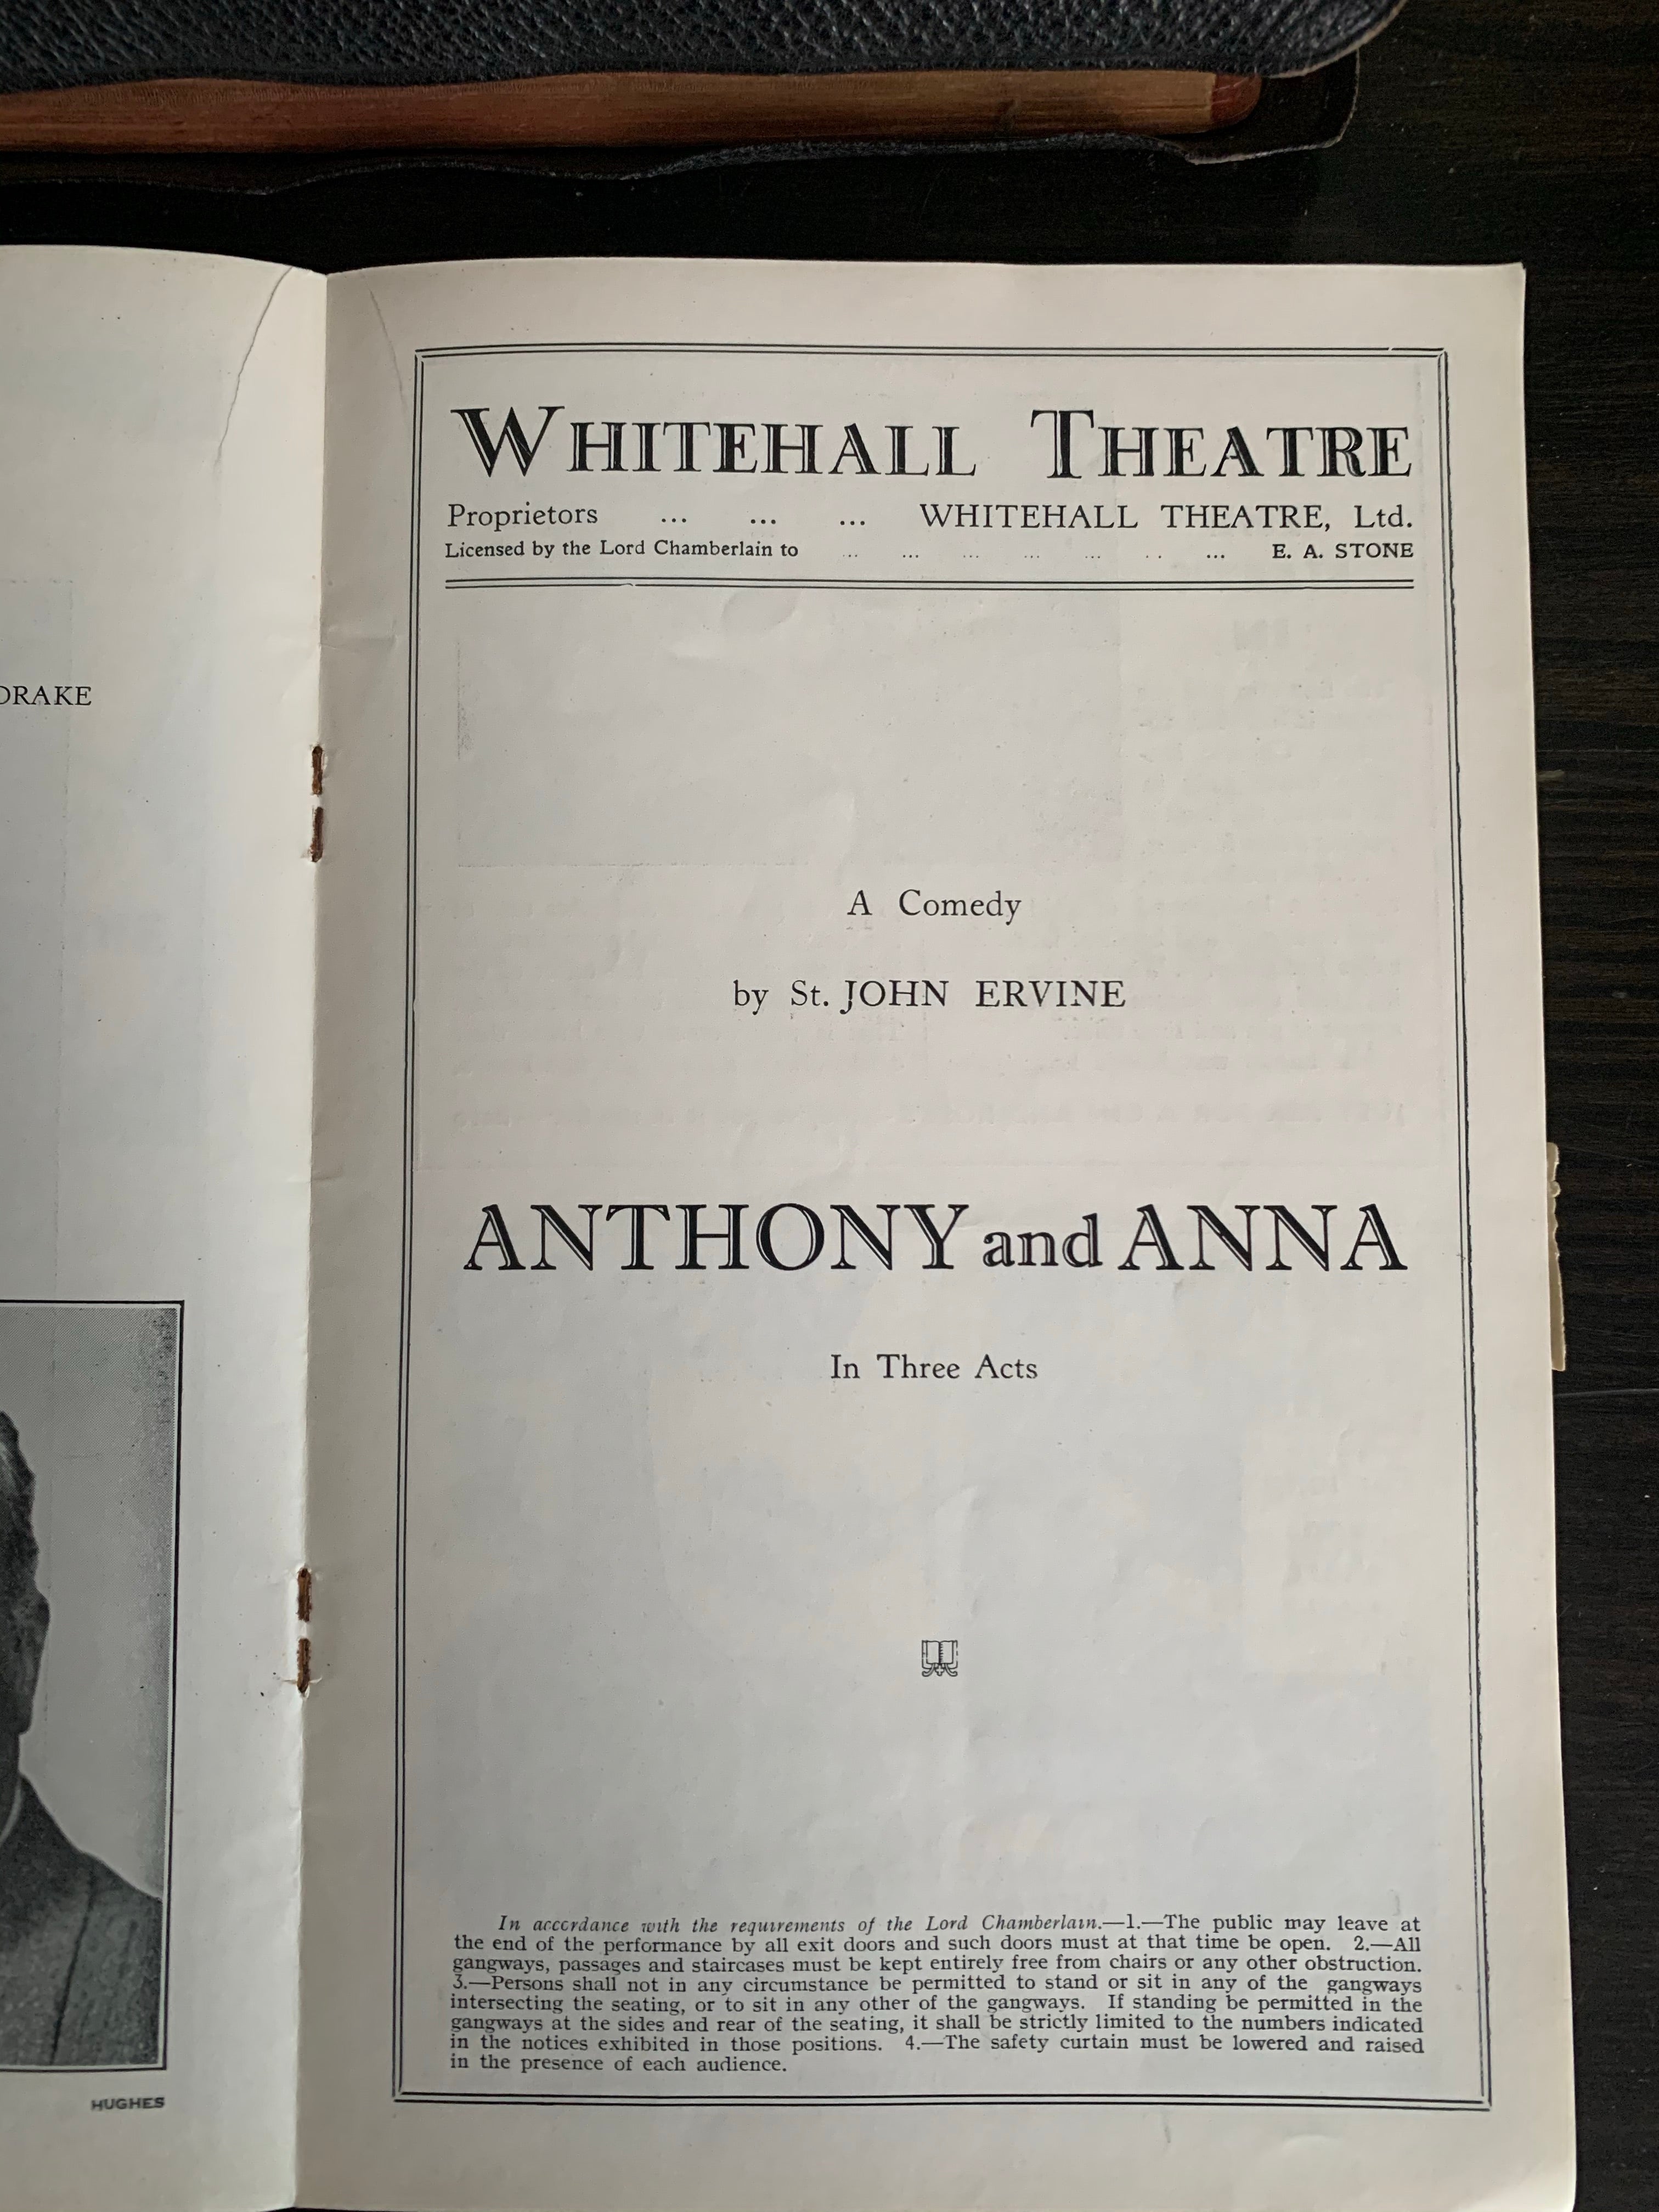 DRAKE
HUGHES
WHITEHALL THEATRE
Proprietors ... ... ... WHITEHALL THEATRE, Ltd.
Licensed by the Lord Chamberlain to ... ... ... ... ... .. ... E. A. STONE
A Comedy
by St. JOHN ERVINE
ANTHONY and ANNA
In Three Acts
In accordance with the requirements of the Lord Chamberlain.—1.—The public may leave at
the end of the performance by all exit doors and such doors must at that time be open. 2.—All
gangways, passages and staircases must be kept entirely free from chairs or any other obstruction.
3.—Persons shall not in any circumstance be permitted to stand or sit in any of the gangways
intersecting the seating, or to sit in any other of the gangways. If standing be permitted in the
gangways at the sides and rear of the seating, it shall be strictly limited to the numbers indicated
in the notices exhibited in those positions. 4.—The safety curtain must be lowered and raised
in the presence of each audience.